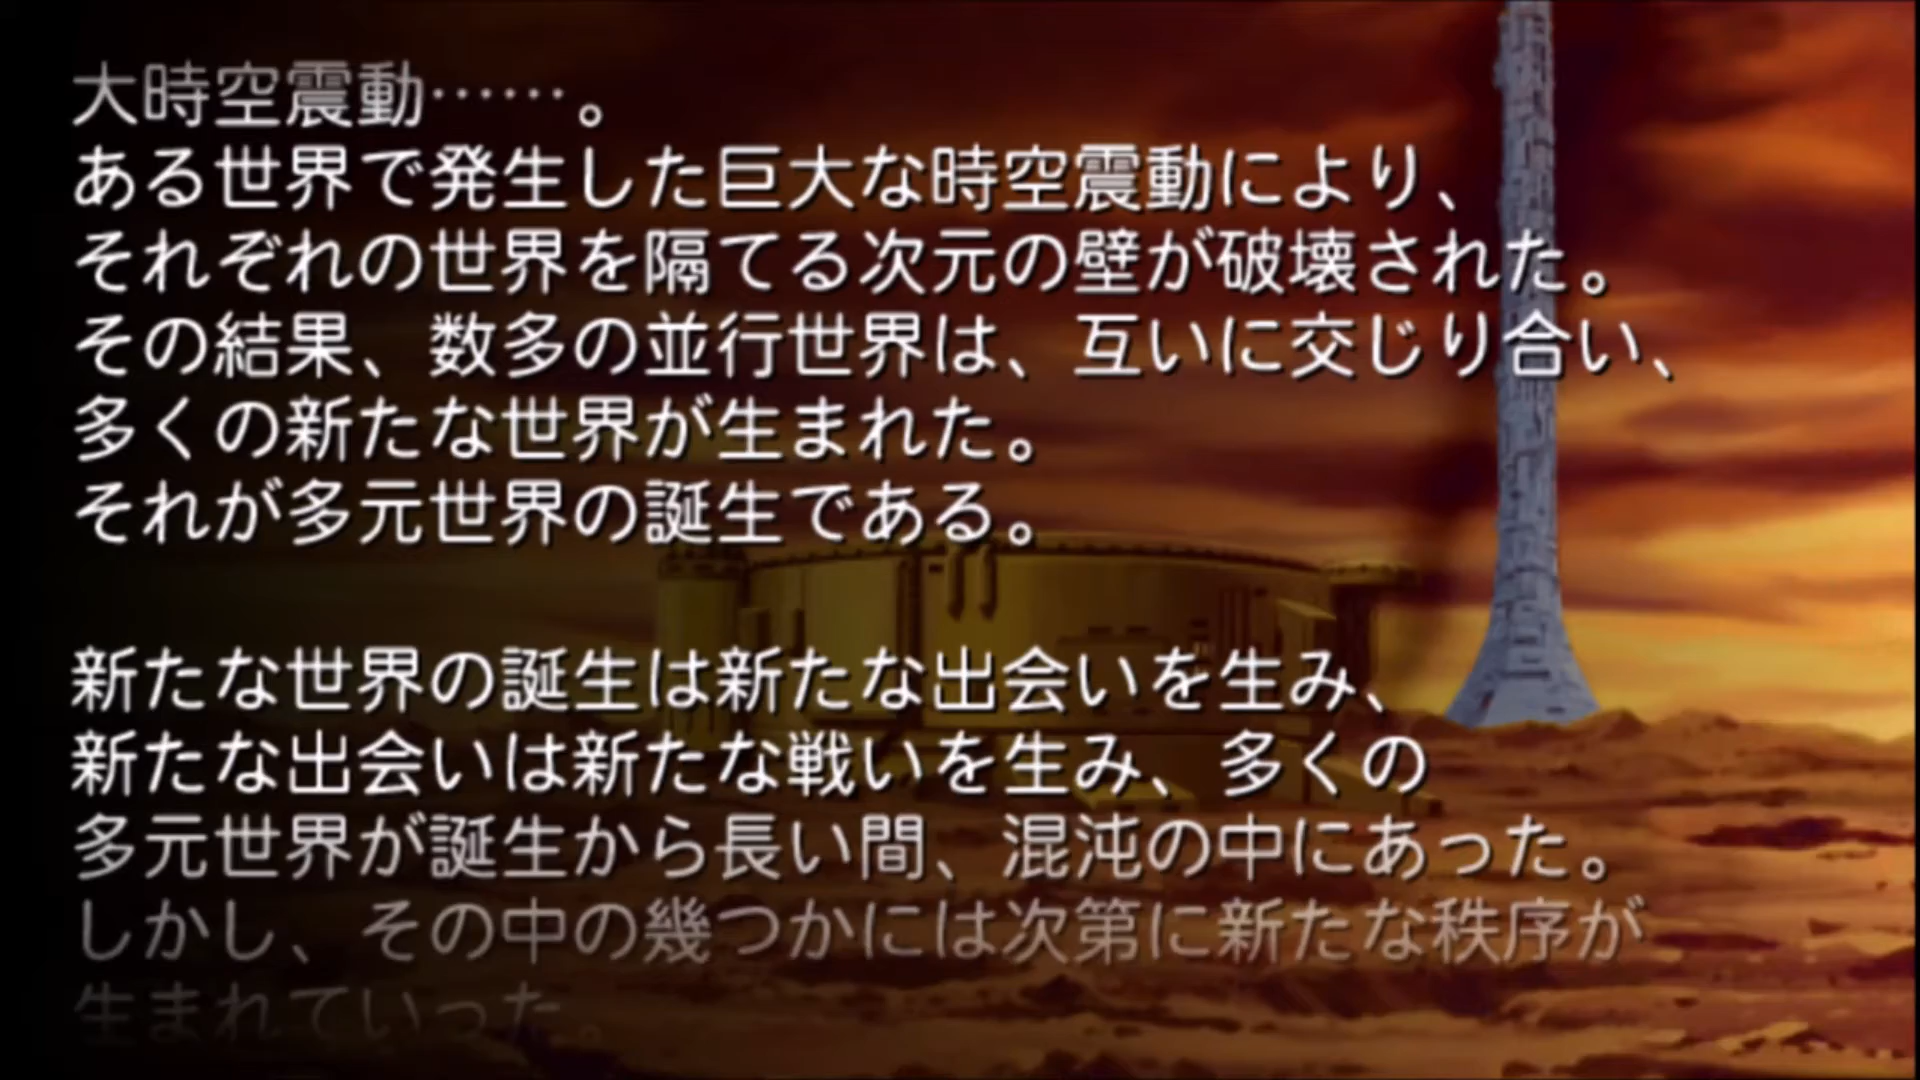 大時空震動……。
ある世界で発生した巨大な時空震動により、
それぞれの世界を隔てる次元の壁が破壊された。
その結果、数多の並行世界は、互いに交じり合い、
多くの新たな世界が生まれた。
それが多元世界の誕生である。
新たな世界の誕生は新たな出会いを生み、
新たな出会いは新たな戦いを生み、多くの
多元世界が誕生から長い間、混沌の中にあった。
しかし、その中の幾つかには次第に新たな秩序が
生まれていった。